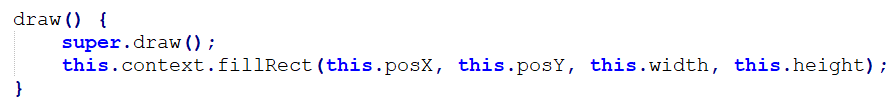 draw() {
    super.draw();
    this.context.fillRect(this.posX, this.posY, this.width, this.height);
}